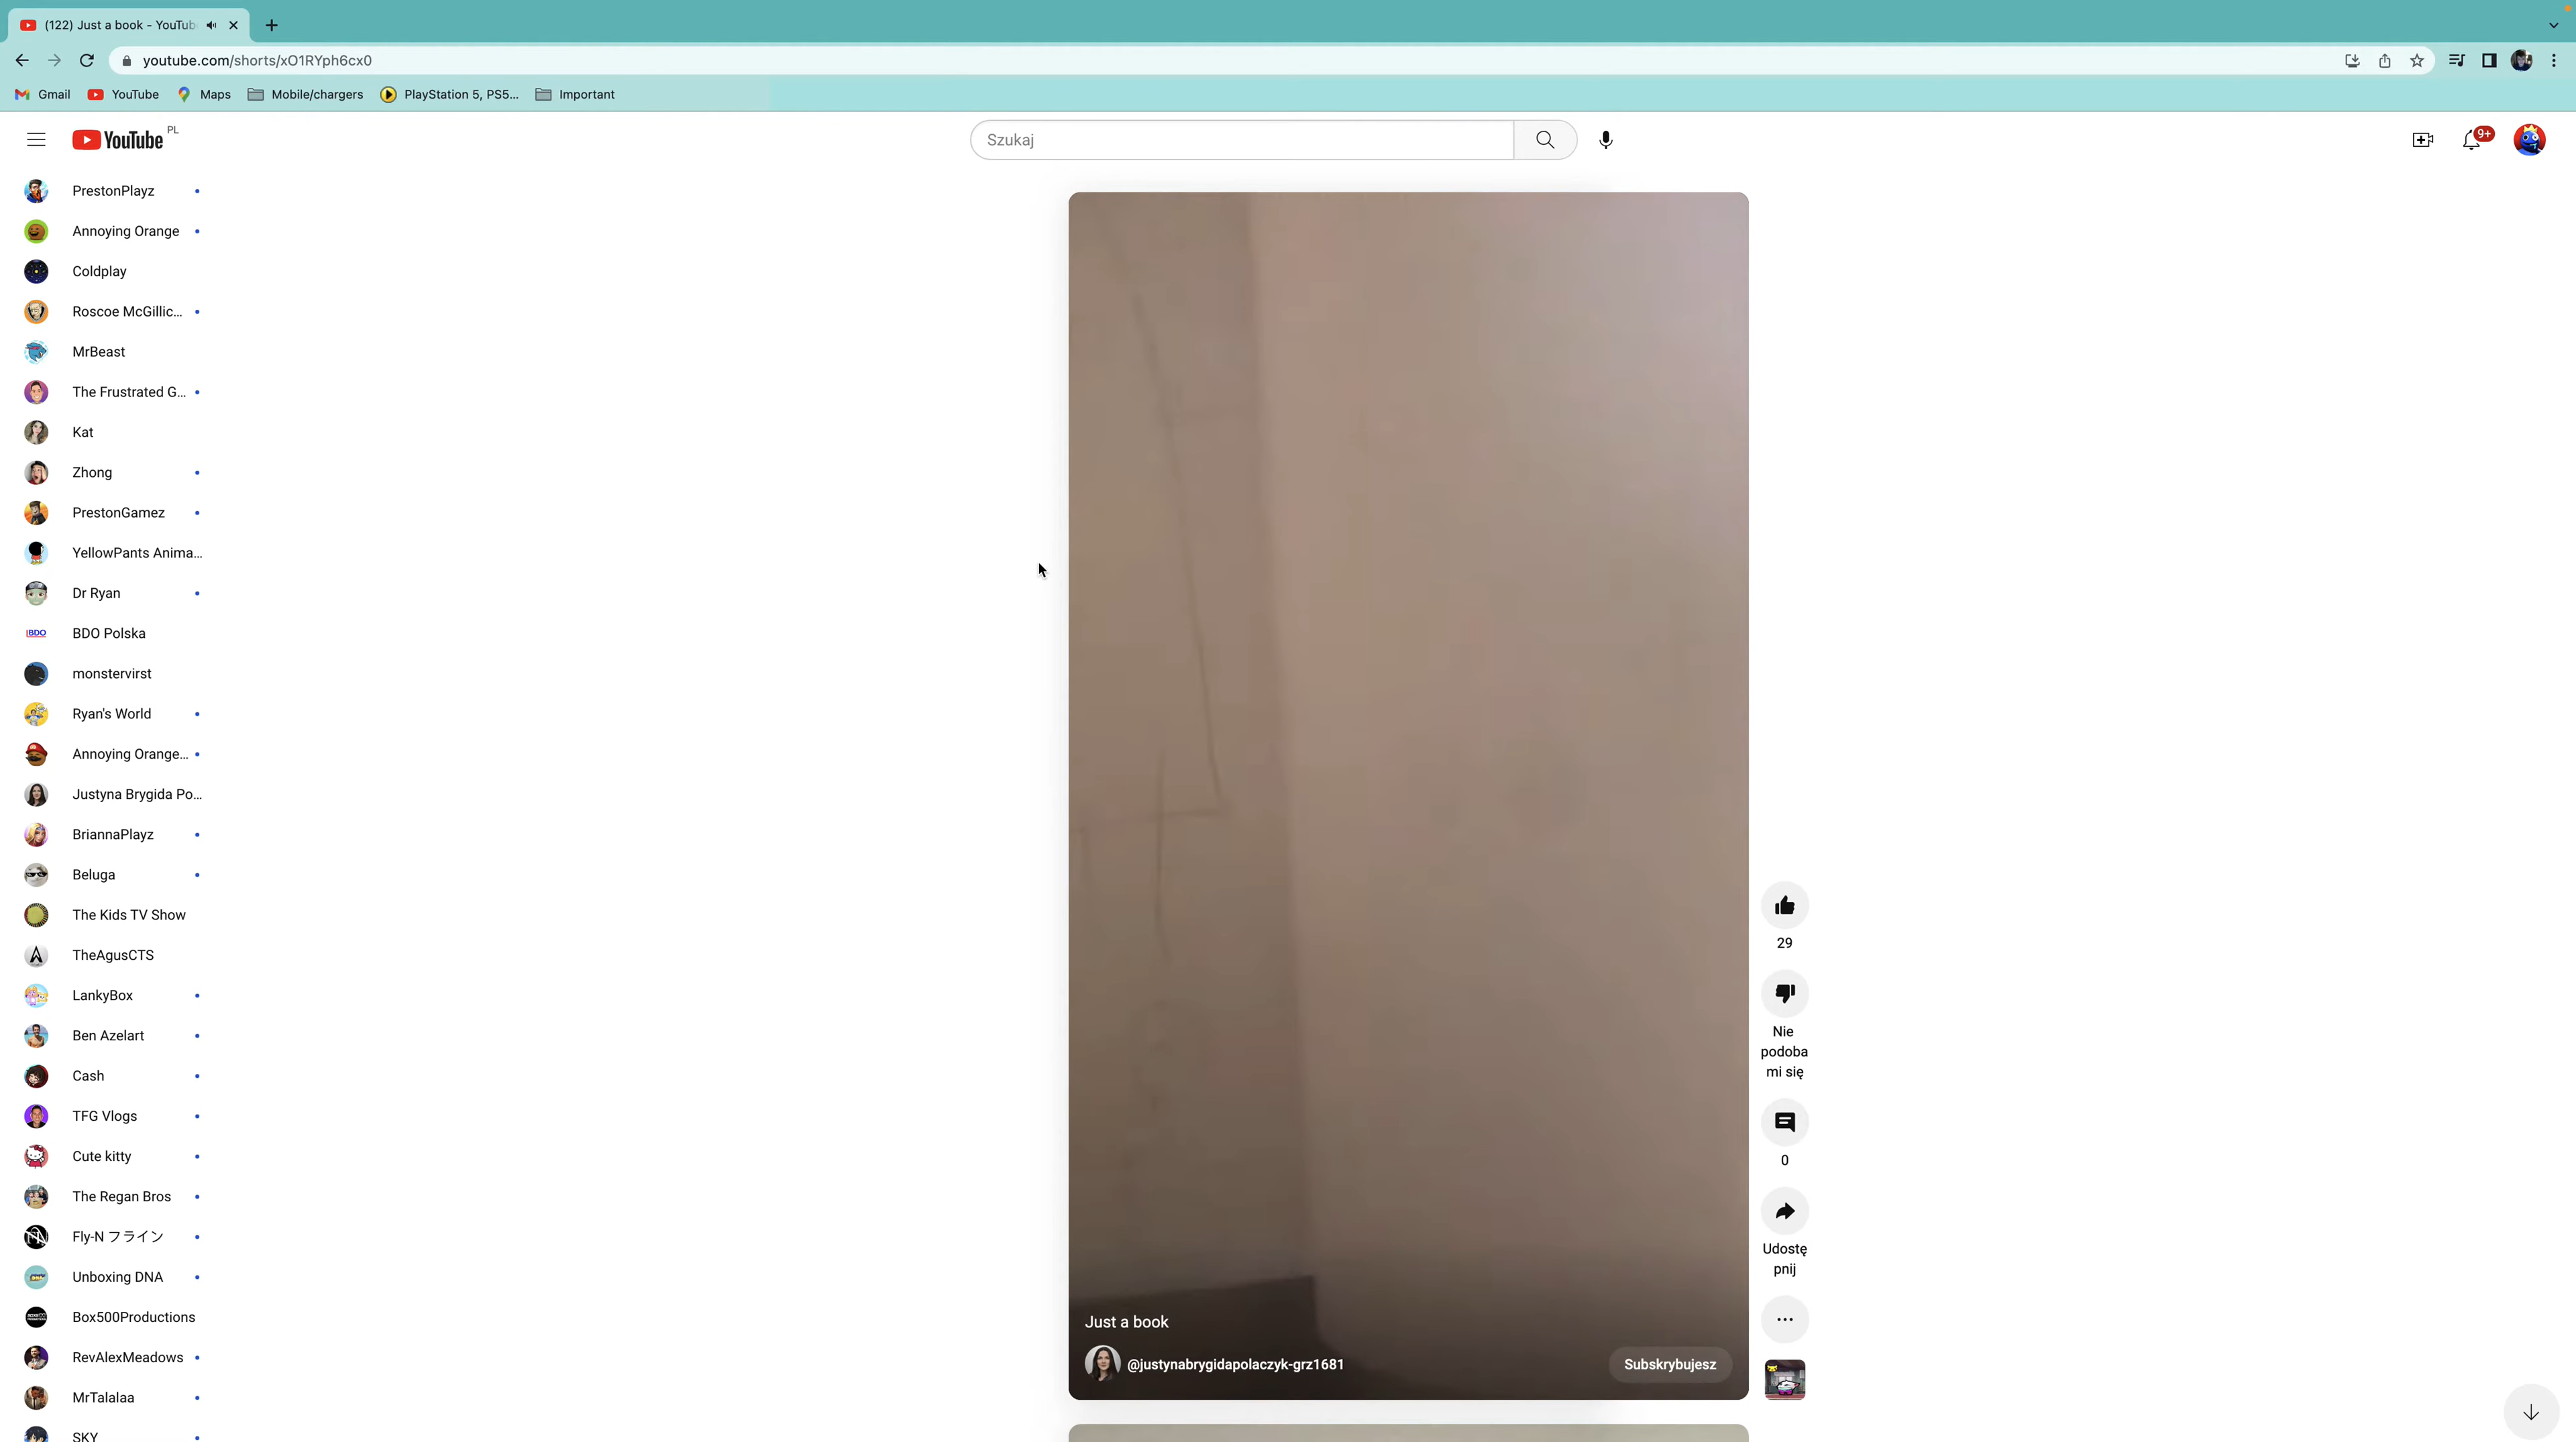 (122) Just a book - YouTub
youtube.com/shorts/xO1RYph6cx0
Gmail YouTube Maps Mobile/chargers PlayStation 5, PS5... Important
YouTube PL
Szukaj
9+
PrestonPlayz
Annoying Orange
Coldplay
Roscoe McGillic...
MrBeast
The Frustrated G...
Kat
Zhong
PrestonGamez
YellowPants Anima...
Dr Ryan
BDO BDO Polska
monstervirst
Ryan's World
Annoying Orange...
Justyna Brygida Po...
BriannaPlayz
Beluga
The Kids TV Show
TheAgusCTS
LankyBox
Ben Azelart
Cash
TFG Vlogs
Cute kitty
The Regan Bros
Fly-N フライン
Unboxing DNA
Box500Productions
RevAlexMeadows
MrTalalaa
SKY
Just a book
@justynabrygidapolaczyk-grz1681
Subskrybujesz
29
Nie
podoba
mi się
0
Udostę
pnij